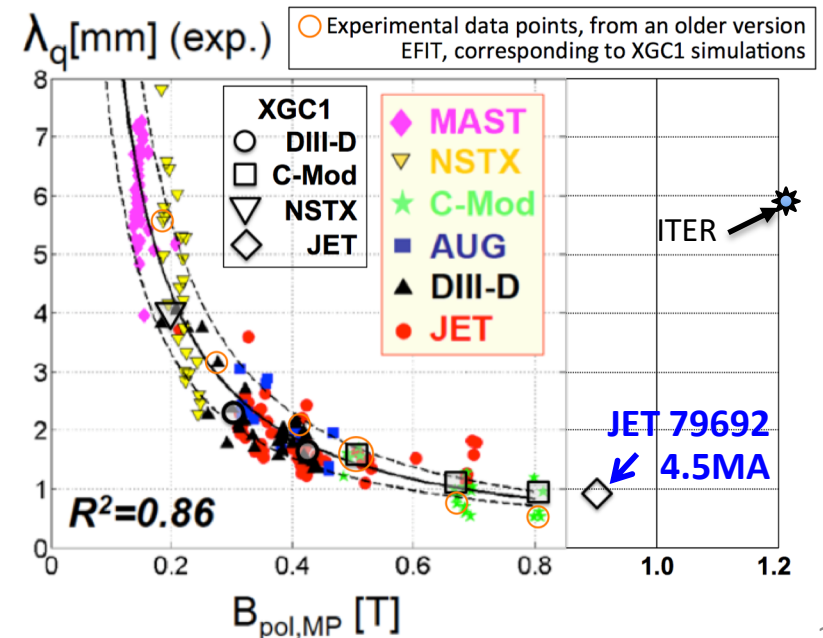 λq[mm] (exp.)
Experimental data points, from an older version
EFIT, corresponding to XGC1 simulations
8
7
6
5
4
3
2
1
0
XGC1
DIII-D
C-Mod
NSTX
JET
MAST
NSTX
C-Mod
AUG
DIII-D
JET
ITER
JET 79692
4.5MA
R²=0.86
0
0.2
0.4
0.6
0.8
1.0
1.2
Bpol,MP [T]